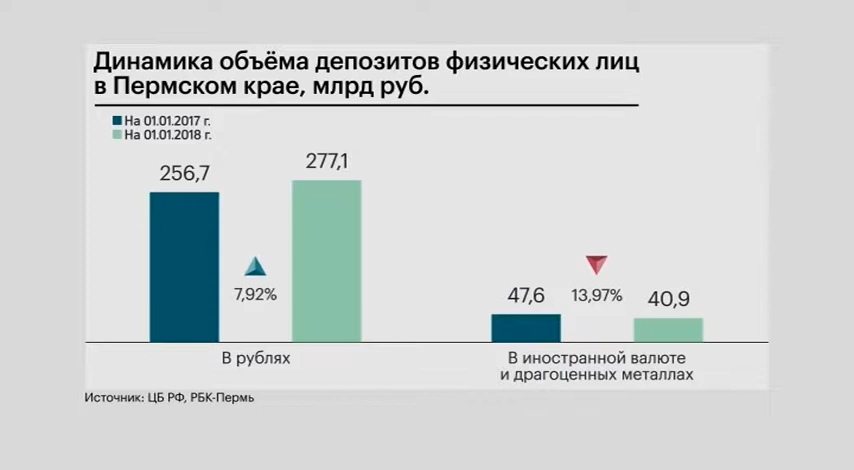 Динамика объёма депозитов физических лиц
в Пермском крае, млрд руб.
На 01.01.2017 г.
На 01.01.2018 г.
256,7
277,1
7,92%
47,6
13,97%
40,9
В рублях
В иностранной валюте
и драгоценных металлах
Источник: ЦБ РФ, РБК-Пермь